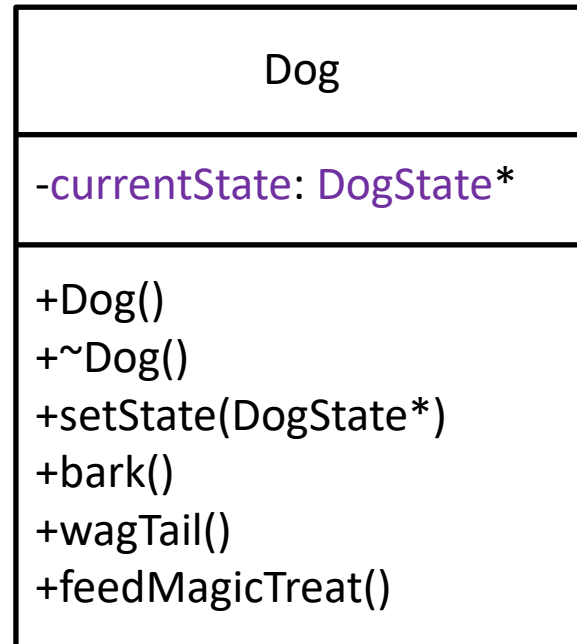 Dog
-currentState: DogState*
+Dog()
+~Dog()
+setState(DogState*)
+bark()
+wagTail()
+feedMagicTreat()